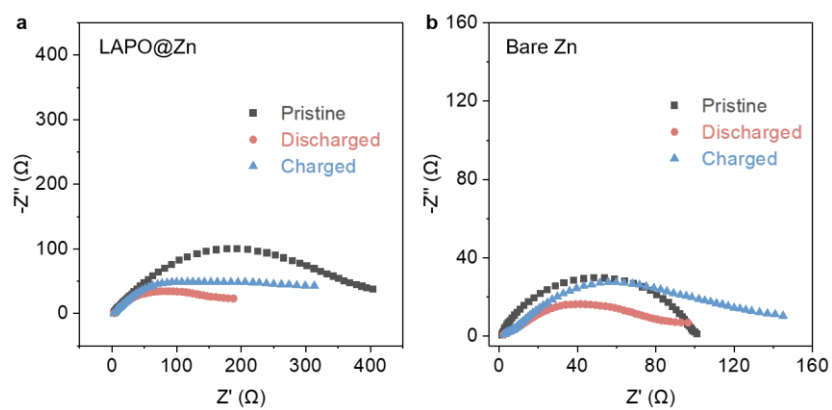 a
LAPO@Zn
Pristine
Discharged
Charged
400
300
200
100
0
-Z'' (Ω)
0 100 200 300 400
Z' (Ω)
b
Bare Zn
Pristine
Discharged
Charged
160
120
80
40
0
-Z'' (Ω)
0 40 80 120 160
Z' (Ω)